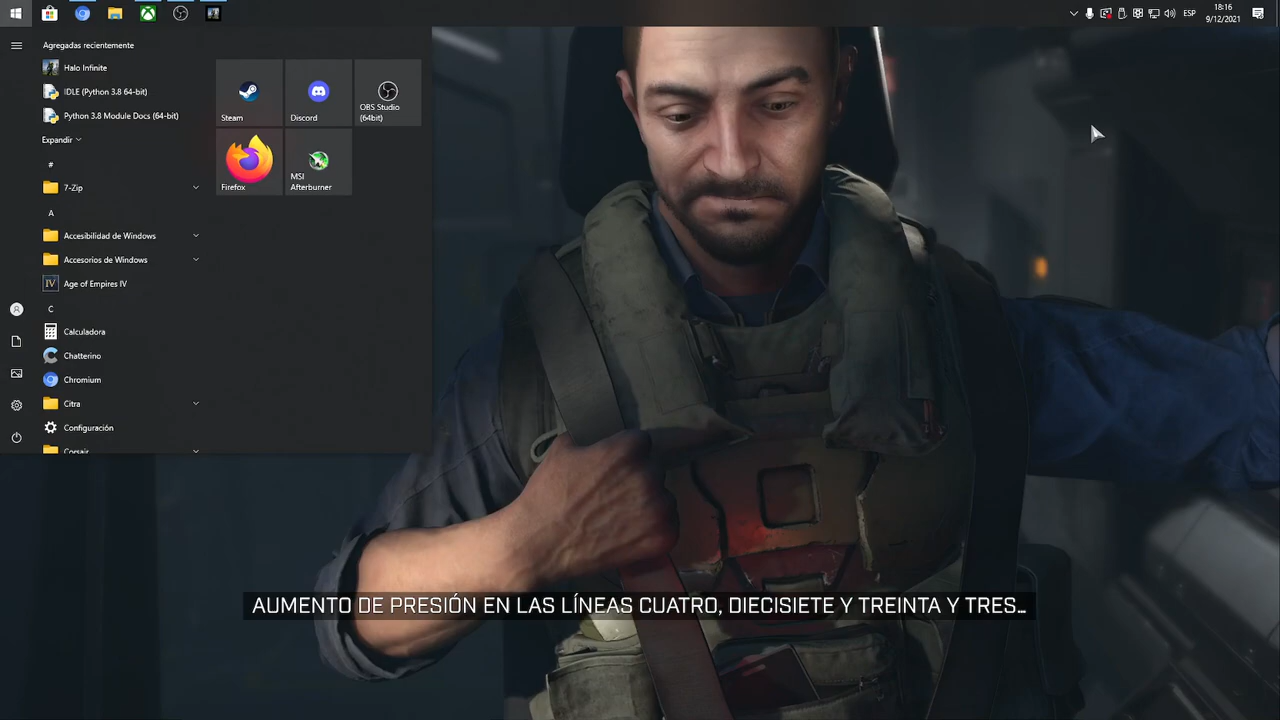 18:16
ESP
9/12/2021
Agregadas recientemente
Halo Infinite
IDLE (Python 3.8 64-bit)
Python 3.8 Module Docs (64-bit)
Expandir
#
7-Zip
A
Accesibilidad de Windows
Accesorios de Windows
Age of Empires IV
C
Calculadora
Chatterino
Chromium
Citra
Configuración
Corsair
Steam
Discord
OBS Studio
(64bit)
Firefox
MSI
Afterburner
IV
AUMENTO DE PRESIÓN EN LAS LÍNEAS CUATRO, DIECISIETE Y TREINTA Y TRES…